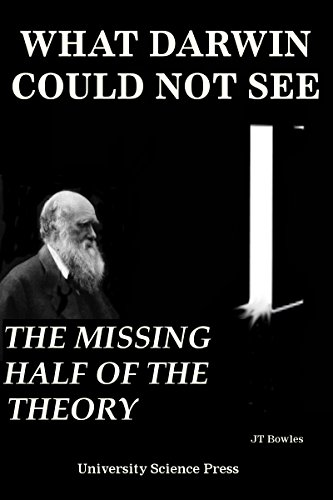 WHAT DARWIN
COULD NOT SEE
THE MISSING
HALF OF THE
THEORY
JT Bowles
University Science Press